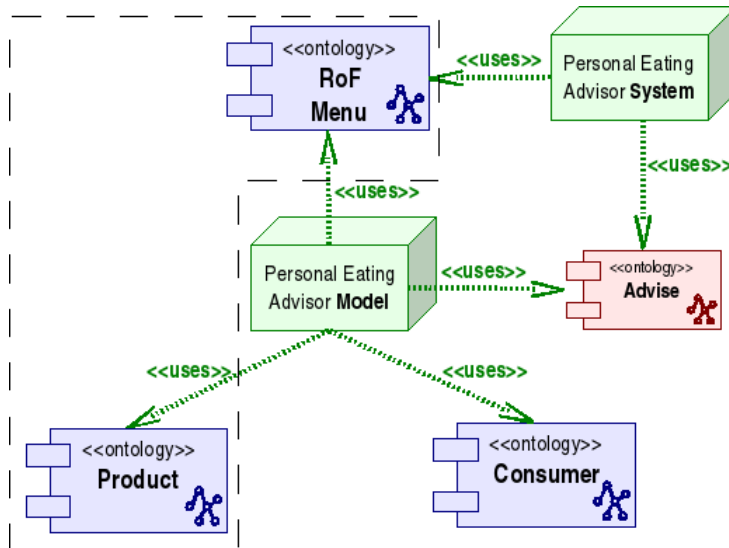 <<ontology>>
RoF
Menu
<<uses>>
Personal Eating
Advisor System
<<uses>>
<<uses>>
Personal Eating
Advisor Model
<<uses>>
<<ontology>>
Advise
<<uses>>
<<uses>>
<<ontology>>
Product
<<ontology>>
Consumer